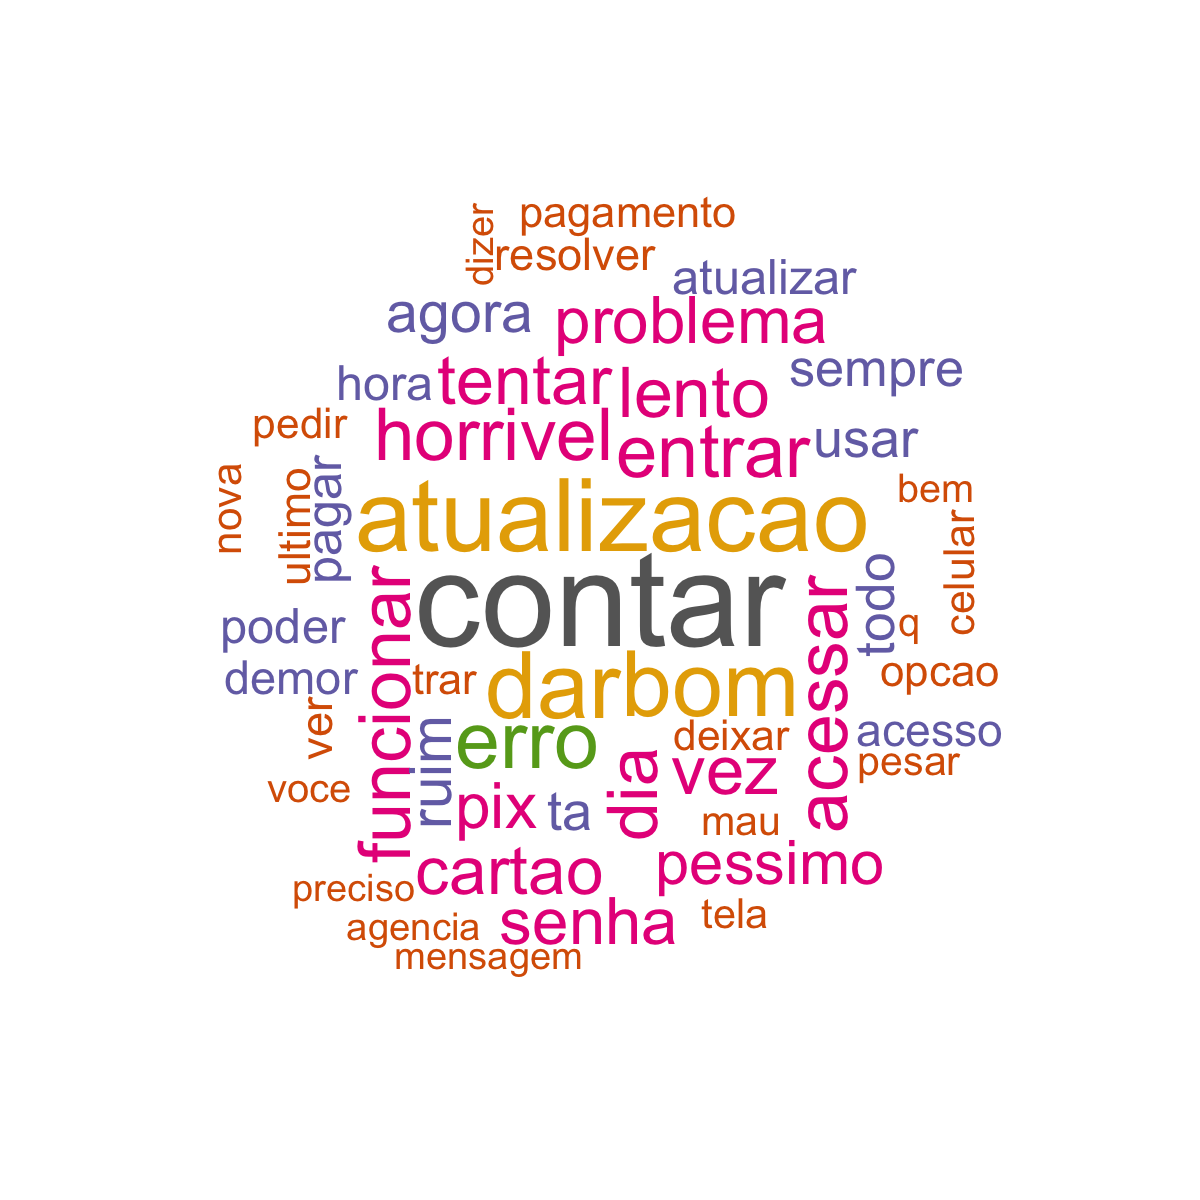 dizer
pagamento
resolver
atualizar
agora
problema
hora
tentar
lento
sempre
pedir
horrivel
entrar
usar
nova
ultimo
pagar
atualizacao
bem
celular
contar
todo
poder
funcionar
acessar
q
demor
trar
darbom
opcao
ver
ruim
erro
deixar
acesso
voce
pix
ta
dia
vez
pesar
mau
preciso
cartao
pessimo
agencia
senha
tela
mensagem